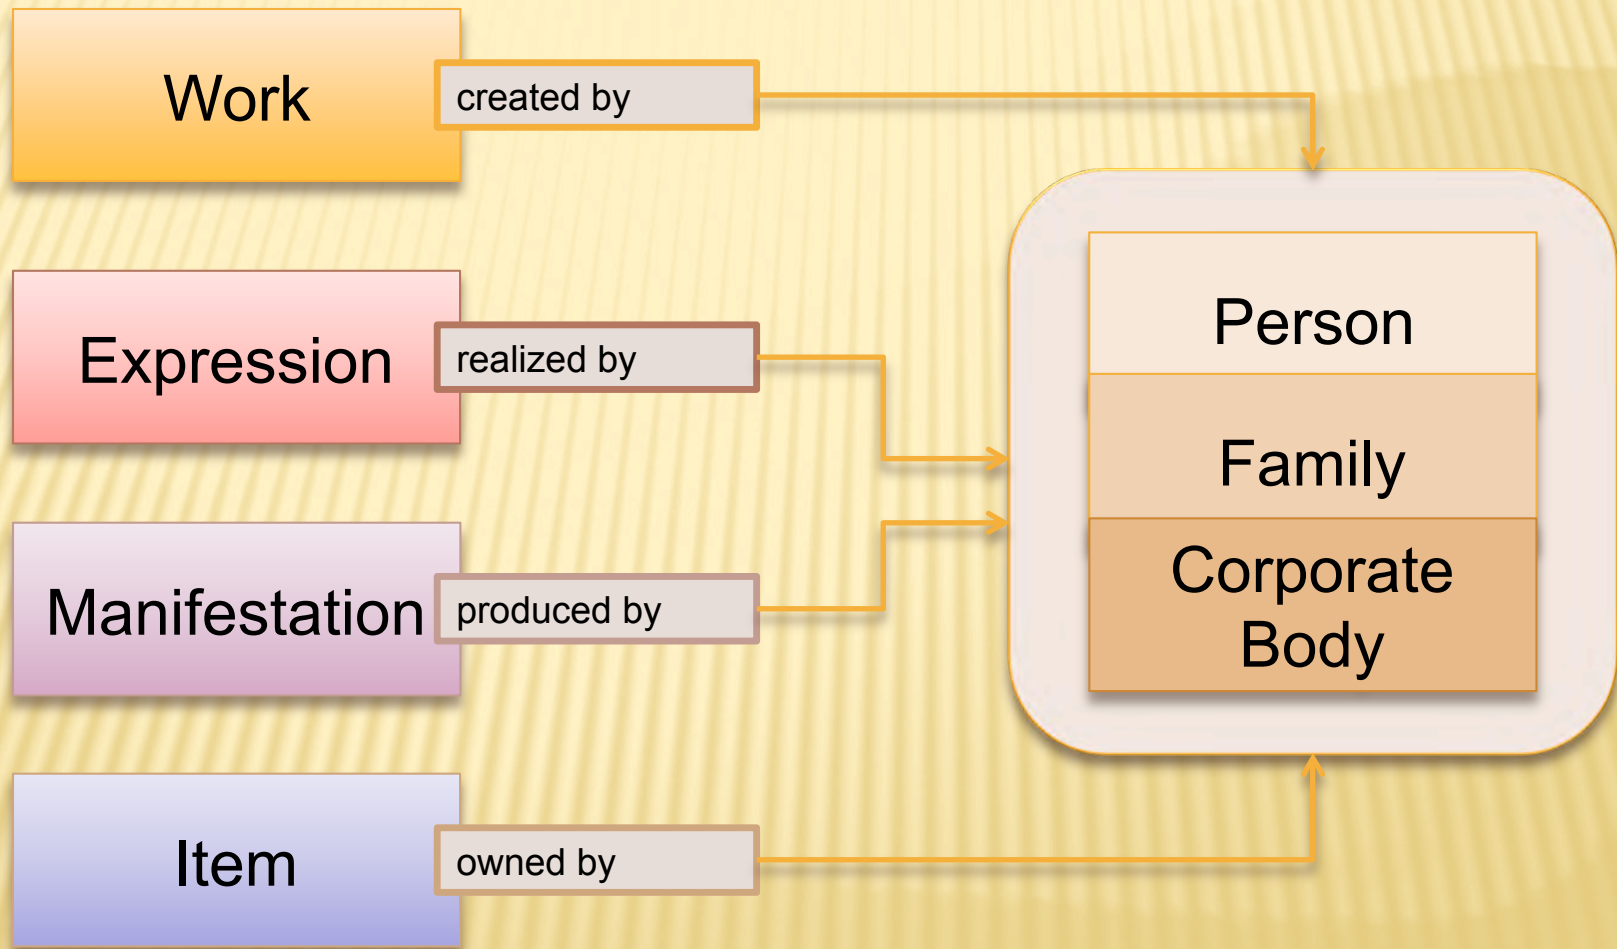 Work
created by
Expression
realized by
Manifestation
produced by
Item
owned by
Person
Family
Corporate
Body